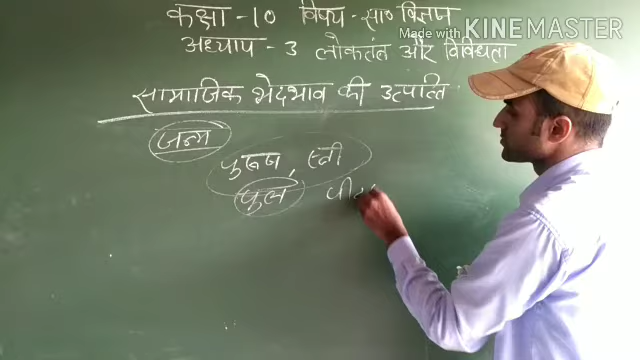 कक्षा - 10 विषय - सा० विज्ञान
Made with KINEMASTER
अध्याय - 3 लोकतंत्र और विविधता
सामाजिक भेदभाव की उत्पत्ति
जन्म
पुरूष, स्त्री